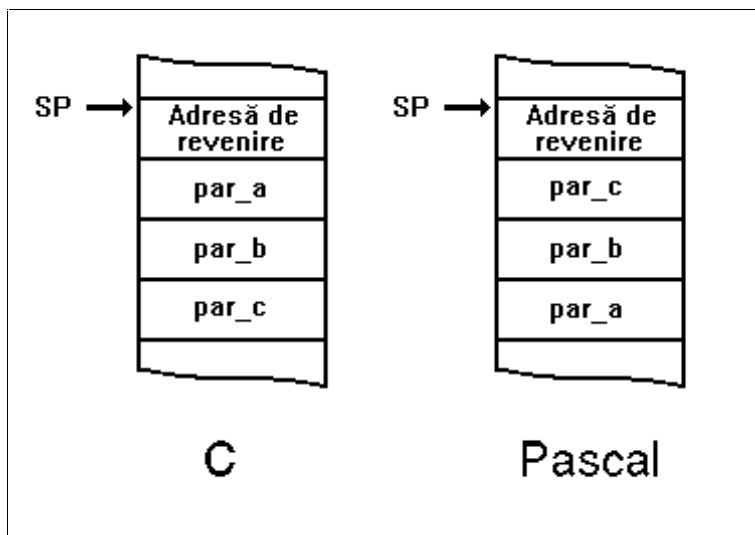 SP
Adresă de
revenire
par_a
par_b
par_c
C
SP
Adresă de
revenire
par_c
par_b
par_a
Pascal